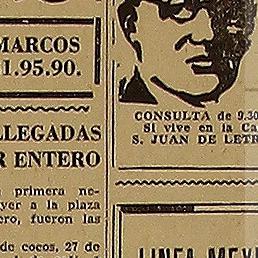 MARCOS
1.95.90.
LLEGADAS
R ENTERO
primera ne-
yer a la plaza
ero, fueron las
de cocos, 27 de
CONSULTA de 9.30
Si vive en la Ca
S. JUAN DE LETR
LINEA MEXI